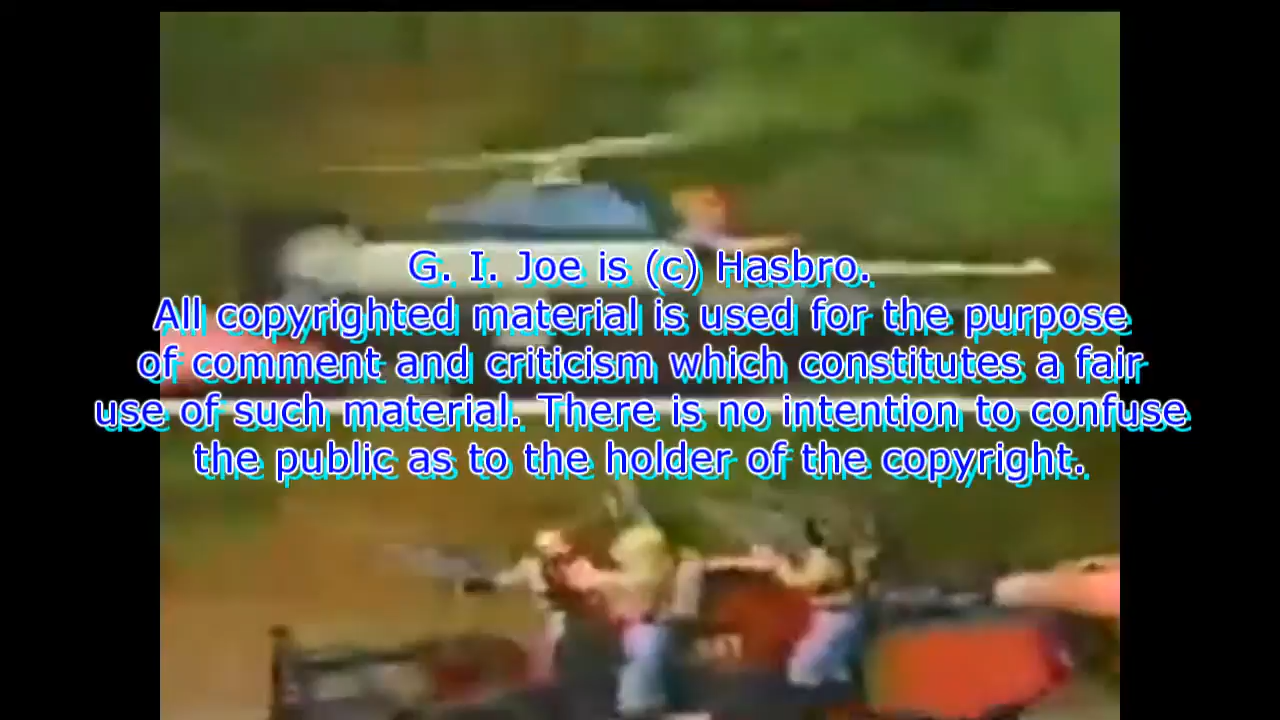 G. I. Joe is (c) Hasbro.
All copyrighted material is used for the purpose
of comment and criticism which constitutes a fair
use of such material. There is no intention to confuse
the public as to the holder of the copyright.